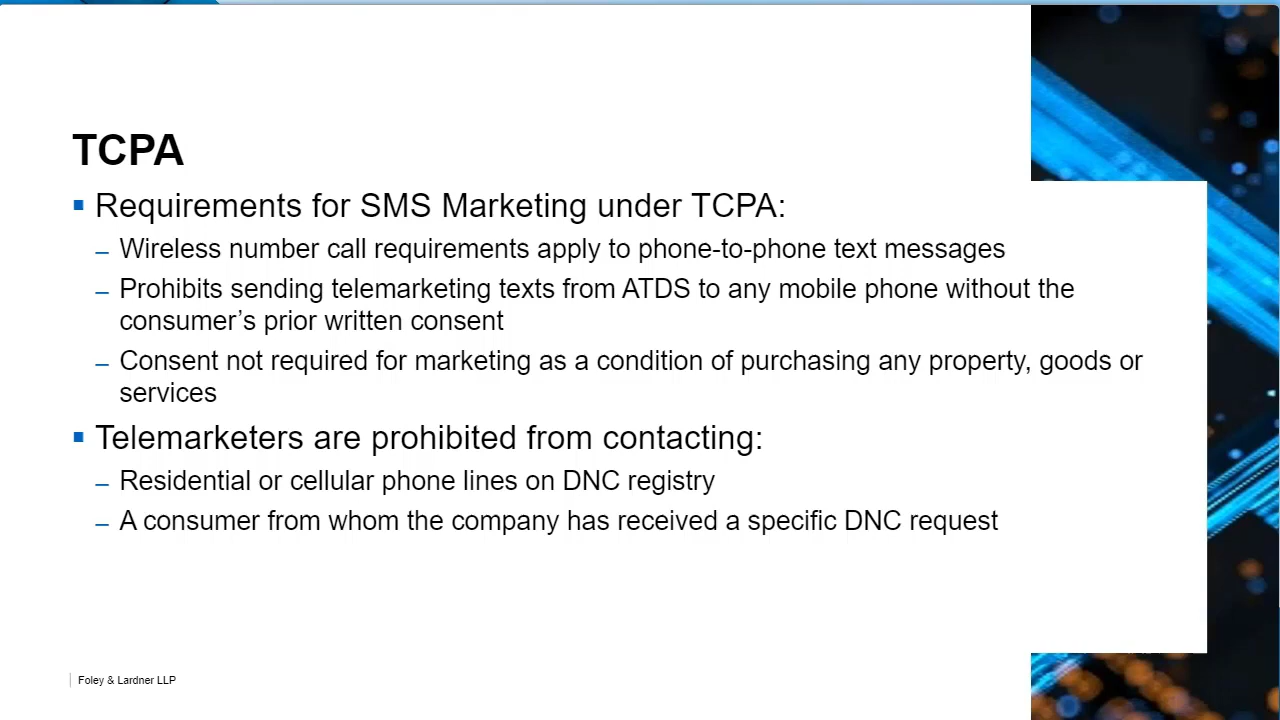 TCPA
Requirements for SMS Marketing under TCPA:
– Wireless number call requirements apply to phone-to-phone text messages
– Prohibits sending telemarketing texts from ATDS to any mobile phone without the
consumer’s prior written consent
– Consent not required for marketing as a condition of purchasing any property, goods or
services
Telemarketers are prohibited from contacting:
– Residential or cellular phone lines on DNC registry
– A consumer from whom the company has received a specific DNC request
Foley & Lardner LLP